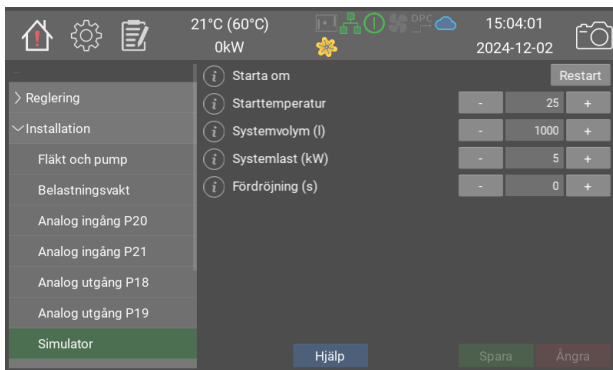 21°C (60°C)
0kW
DPC
15:04:01
2024-12-02
Starta om
Restart
> Reglering
Starttemperatur
-
25
+
Installation
Systemvolym (l)
-
1000
+
Fläkt och pump
Systemlast (kW)
-
5
+
Belastningsvakt
Fördröjning (s)
-
0
+
Analog ingång P20
Analog ingång P21
Analog utgång P18
Analog utgång P19
Simulator
Hjälp
Spara
Ångra